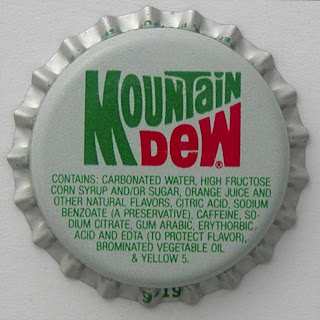 MOUNTAIN
DEW®
CONTAINS: CARBONATED WATER, HIGH FRUCTOSE
CORN SYRUP AND/OR SUGAR, ORANGE JUICE AND
OTHER NATURAL FLAVORS, CITRIC ACID, SODIUM
BENZOATE (A PRESERVATIVE), CAFFEINE, SO-
DIUM CITRATE, GUM ARABIC, ERYTHORBIC
ACID AND EDTA (TO PROTECT FLAVOR),
BROMINATED VEGETABLE OIL
& YELLOW 5.